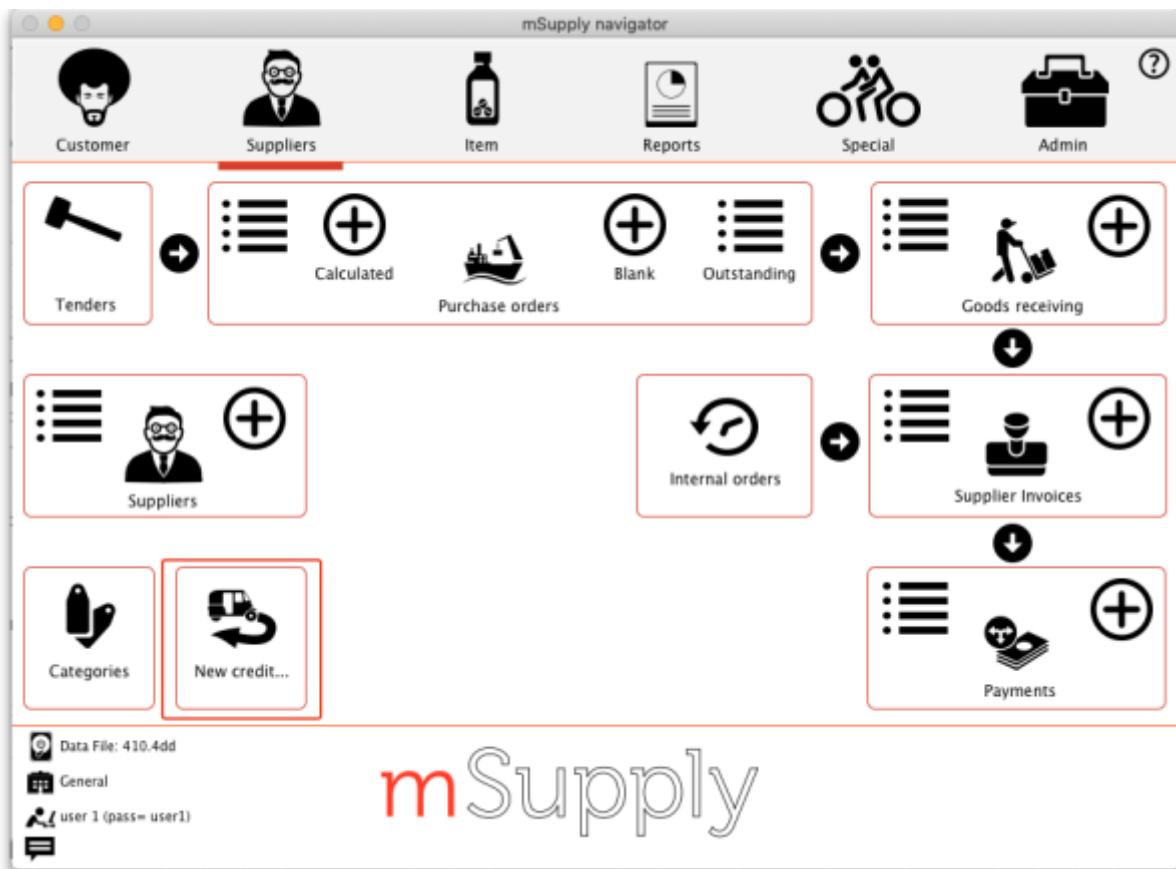 mSupply navigator
Customer
Suppliers
Item
Reports
Special
Admin
?
Tenders
Calculated
Blank
Outstanding
Purchase orders
Goods receiving
Suppliers
Internal orders
Supplier Invoices
Categories
New credit...
Payments
Data File: 410.4dd
General
user 1 (pass= user1)
mSupply